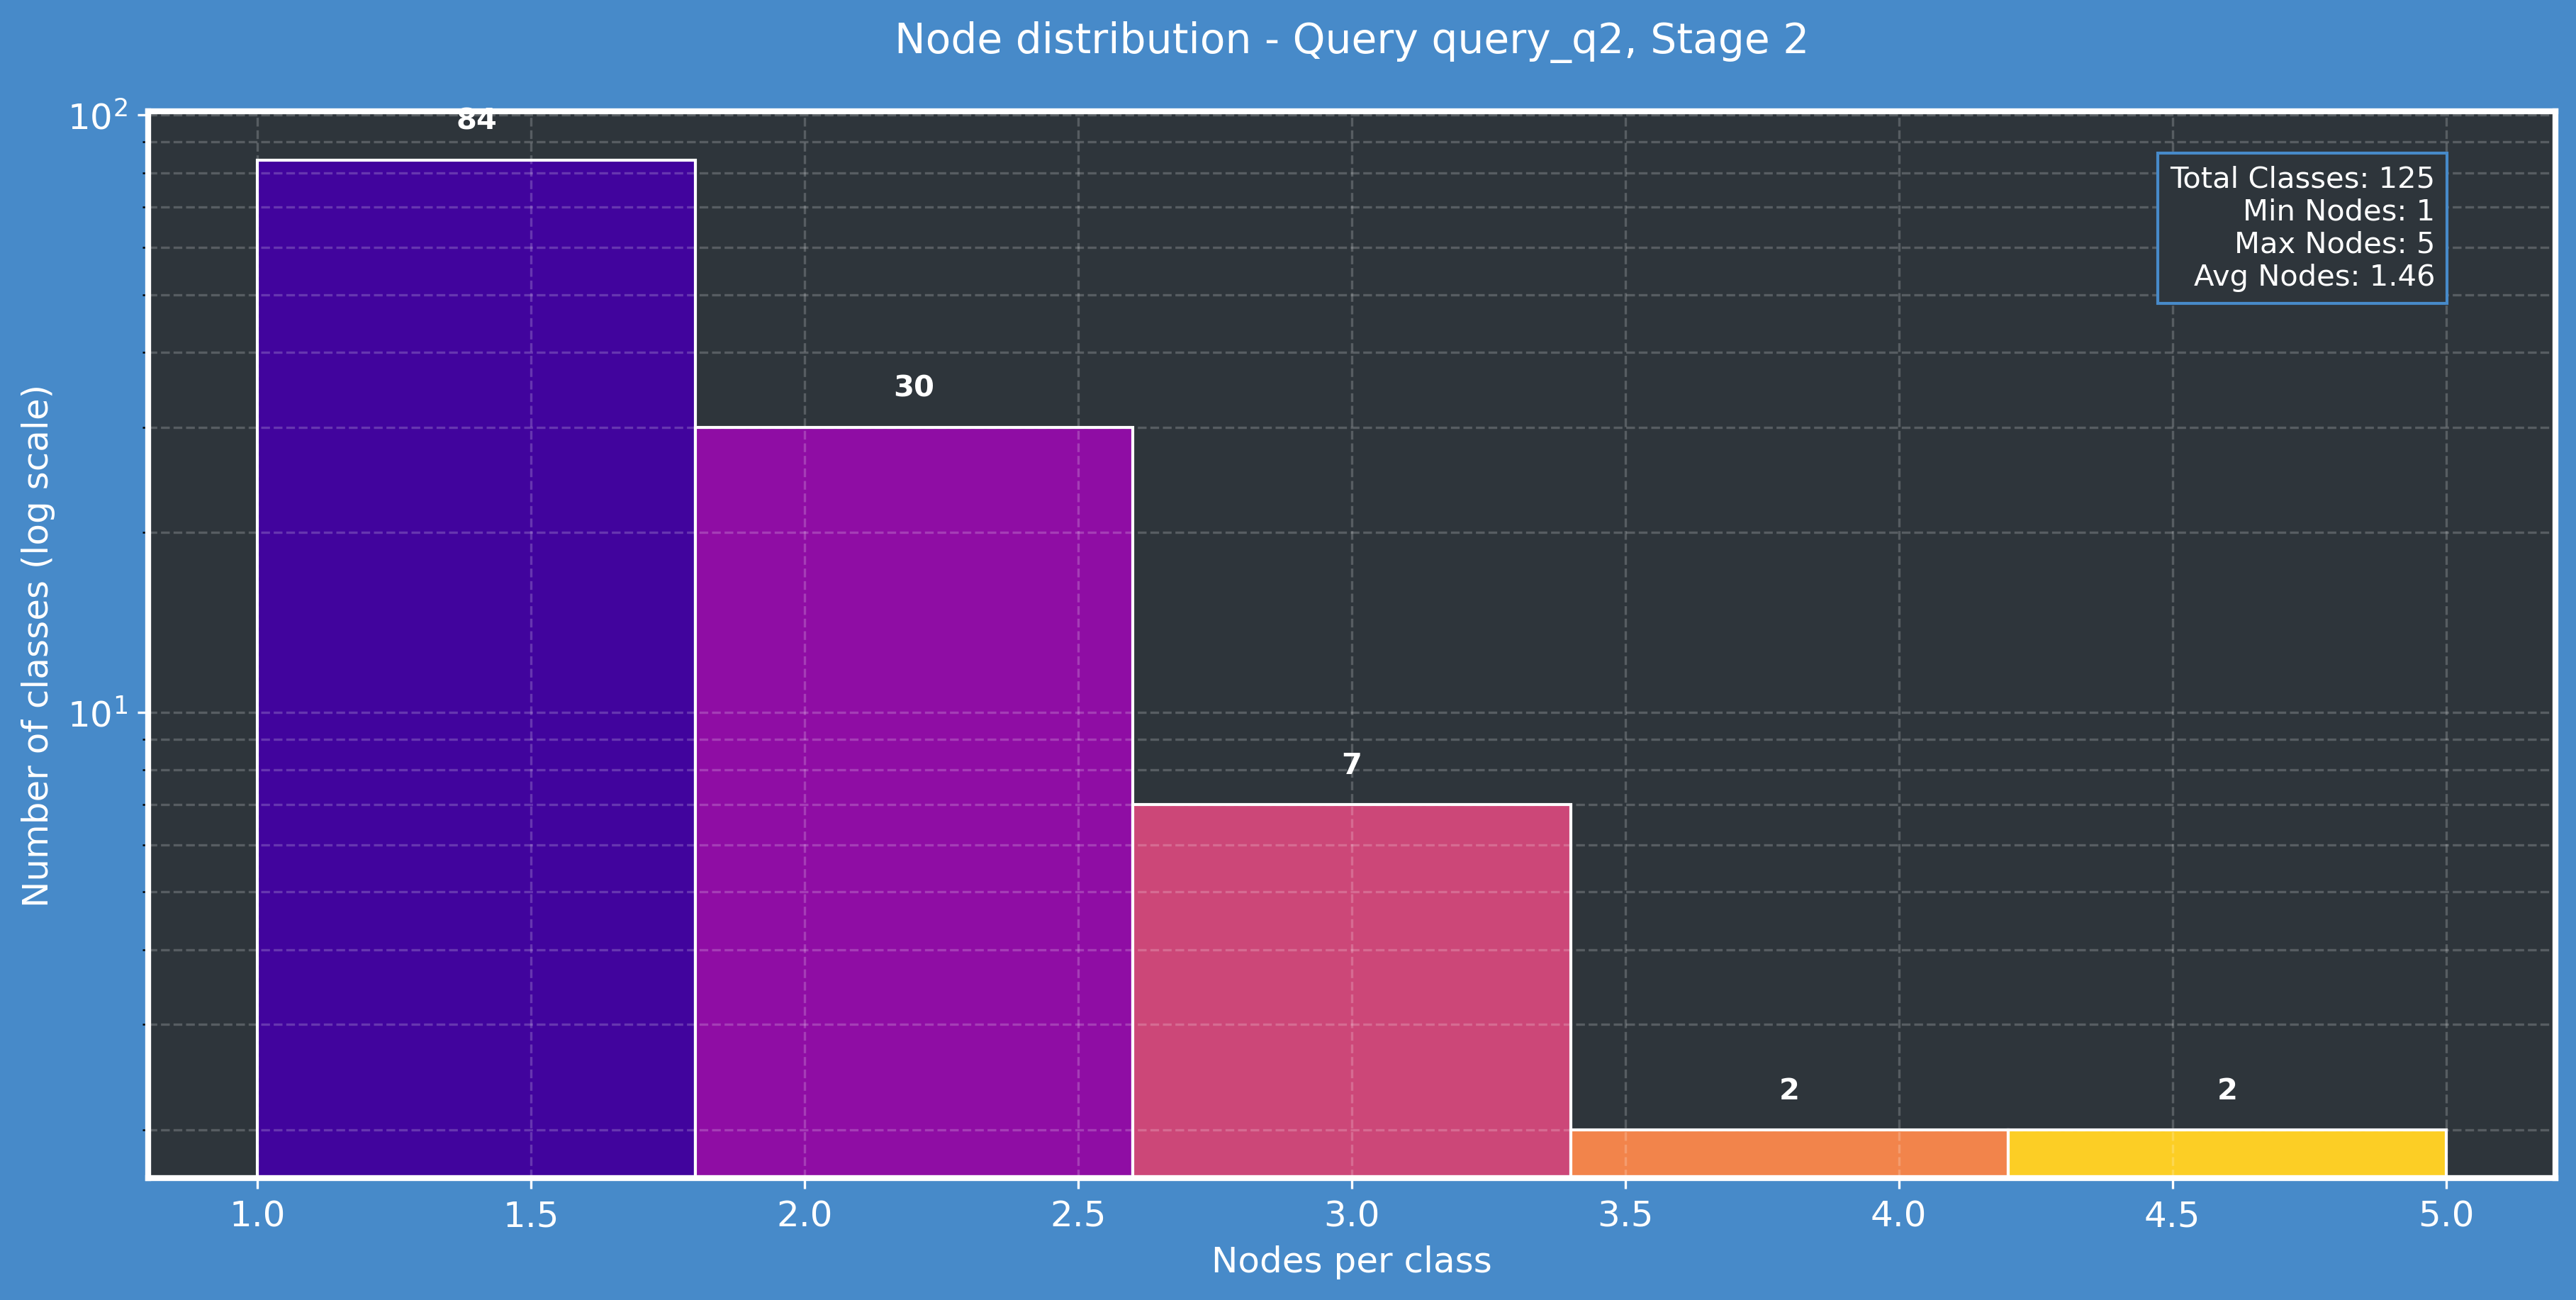 Node distribution - Query query_q2, Stage 2
10²
84
Total Classes: 125
Min Nodes: 1
Max Nodes: 5
Avg Nodes: 1.46
30
Number of classes (log scale)
10¹
7
2 2
1.0 1.5 2.0 2.5 3.0 3.5 4.0 4.5 5.0
Nodes per class